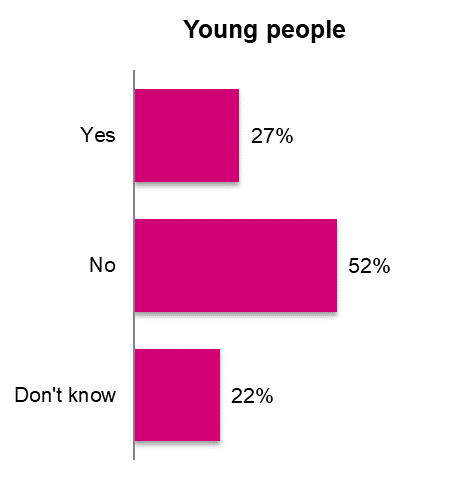 Young people
Yes
27%
No
52%
Don't know
22%